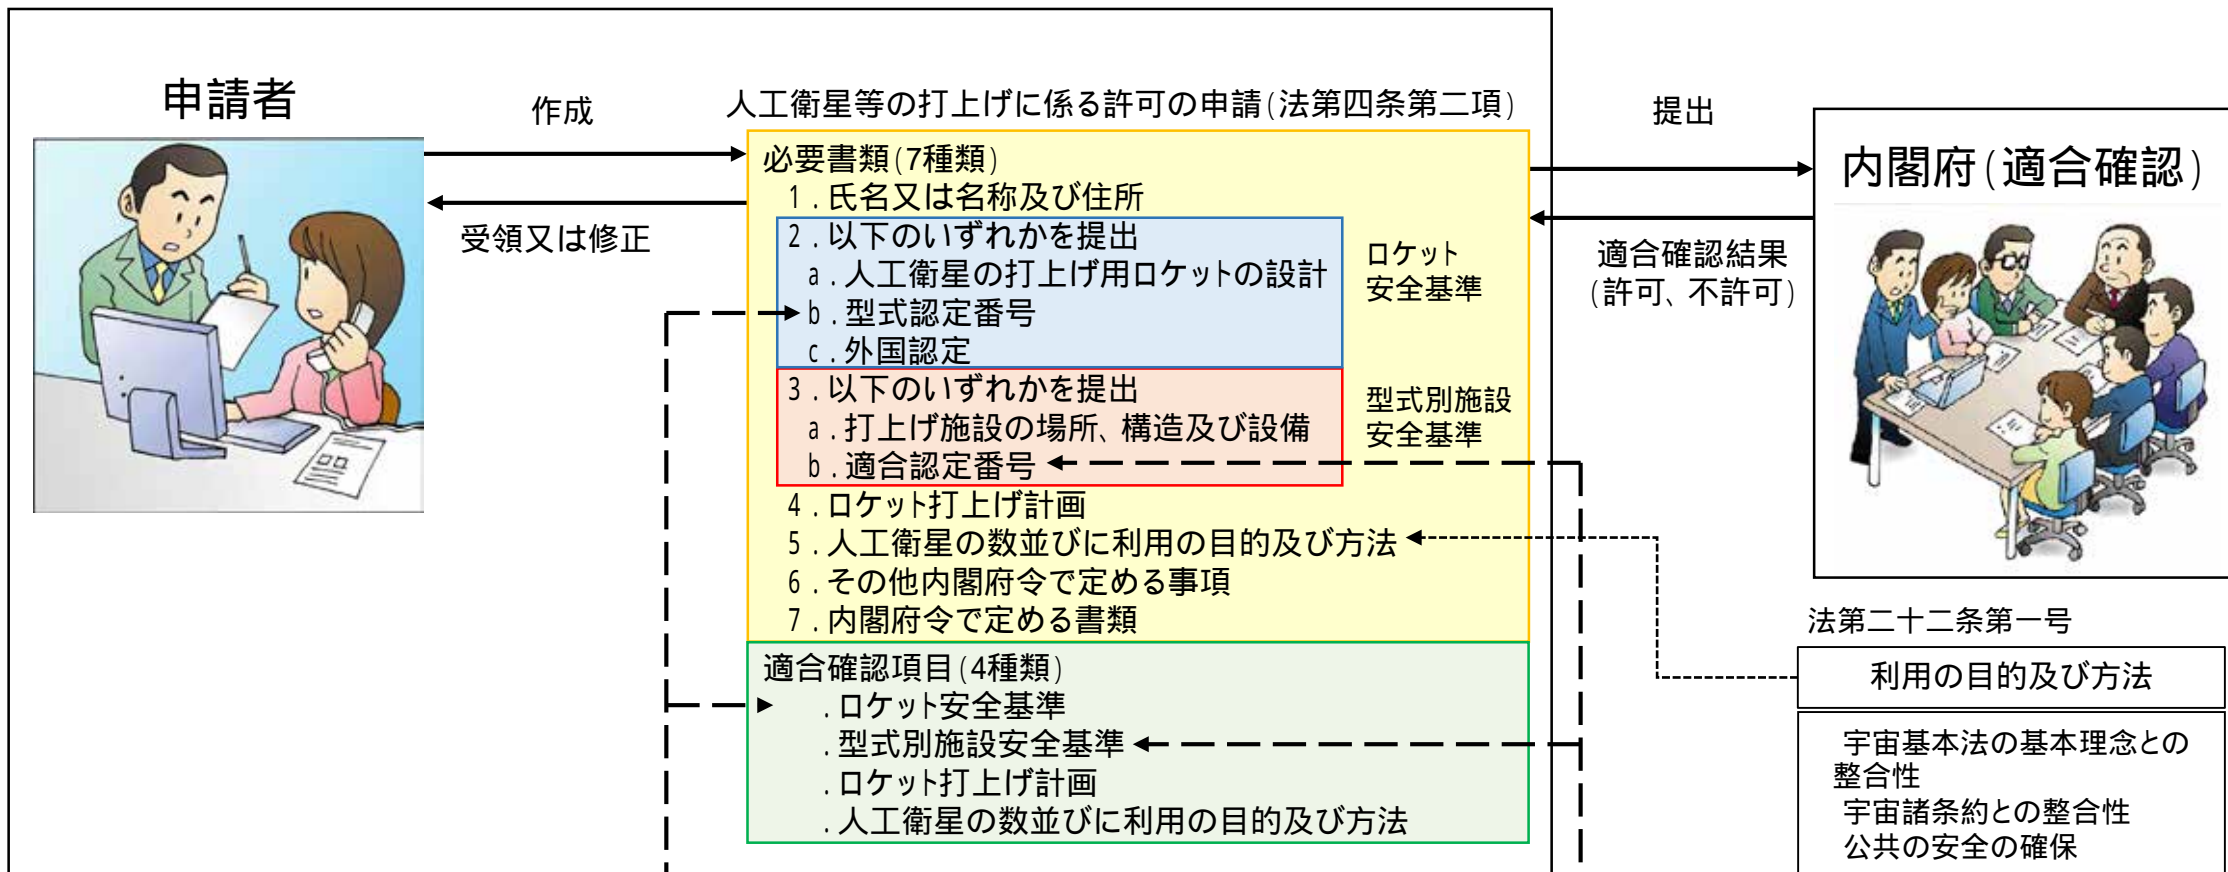 申請者
作成
受領又は修正
人工衛星等の打上げに係る許可の申請(法第四条第二項)
必要書類(7種類)
1.氏名又は名称及び住所
2.以下のいずれかを提出
a.人工衛星の打上げ用ロケットの設計
b.型式認定番号
c.外国認定
ロケット
安全基準
3.以下のいずれかを提出
a.打上げ施設の場所、構造及び設備
b.適合認定番号
型式別施設
安全基準
4.ロケット打上げ計画
5.人工衛星の数並びに利用の目的及び方法
6.その他内閣府令で定める事項
7.内閣府令で定める書類
適合確認項目(4種類)
.ロケット安全基準
.型式別施設安全基準
.ロケット打上げ計画
.人工衛星の数並びに利用の目的及び方法
提出
適合確認結果
(許可、不許可)
内閣府(適合確認)
法第二十二条第一号
利用の目的及び方法
宇宙基本法の基本理念との
整合性
宇宙諸条約との整合性
公共の安全の確保